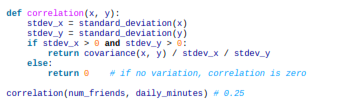 def correlation(x, y):
    stdev_x = standard_deviation(x)
    stdev_y = standard_deviation(y)
    if stdev_x > 0 and stdev_y > 0:
        return covariance(x, y) / stdev_x / stdev_y
    else:
        return 0    # if no variation, correlation is zero

correlation(num_friends, daily_minutes) # 0.25